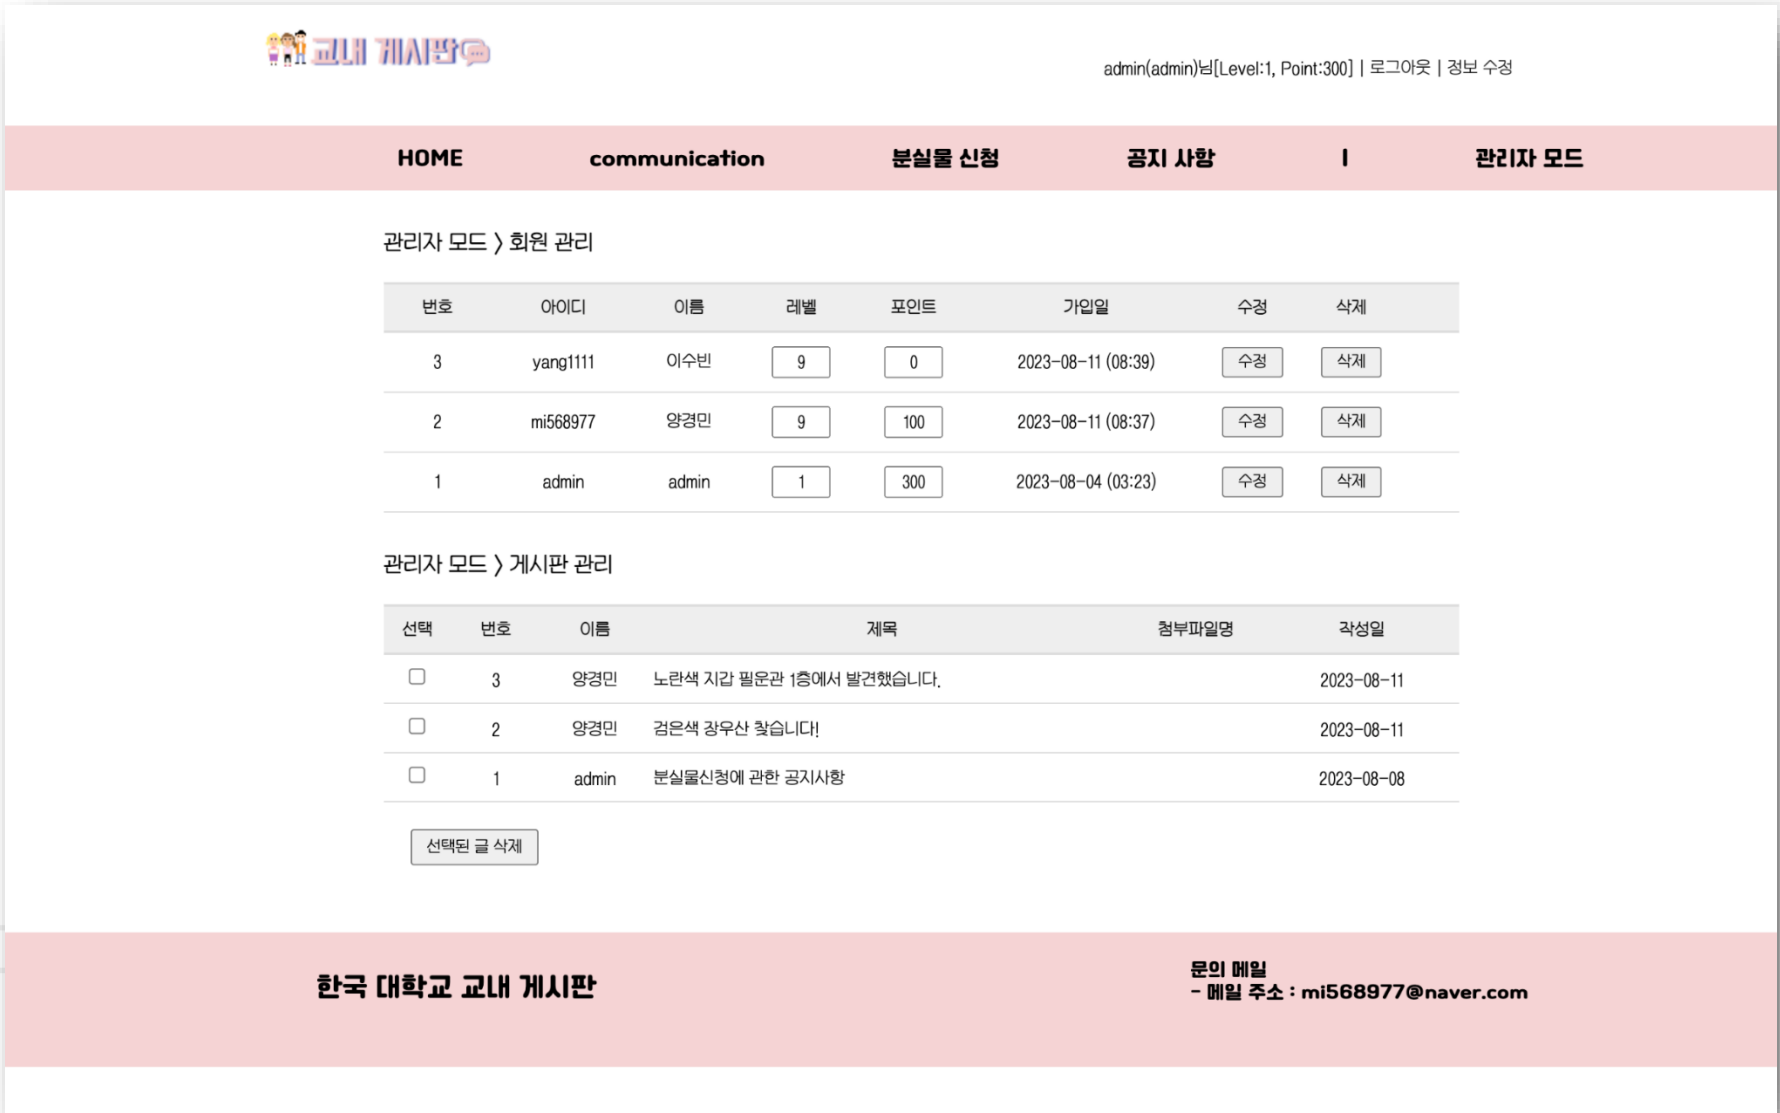 교내 게시판
admin(admin)님[Level:1, Point:300] | 로그아웃 | 정보 수정
HOME communication 분실물 신청 공지 사항 | 관리자 모드
관리자 모드 > 회원 관리
번호 아이디 이름 레벨 포인트 가입일 수정 삭제
3 yang1111 이수빈 9 0 2023-08-11 (08:39) 수정 삭제
2 mi568977 양경민 9 100 2023-08-11 (08:37) 수정 삭제
1 admin admin 1 300 2023-08-04 (03:23) 수정 삭제
관리자 모드 > 게시판 관리
선택 번호 이름 제목 첨부파일명 작성일
3 양경민 노란색 지갑 필운관 1층에서 발견했습니다. 2023-08-11
2 양경민 검은색 장우산 찾습니다! 2023-08-11
1 admin 분실물신청에 관한 공지사항 2023-08-08
선택된 글 삭제
한국 대학교 교내 게시판
문의 메일
- 메일 주소 : mi568977@naver.com